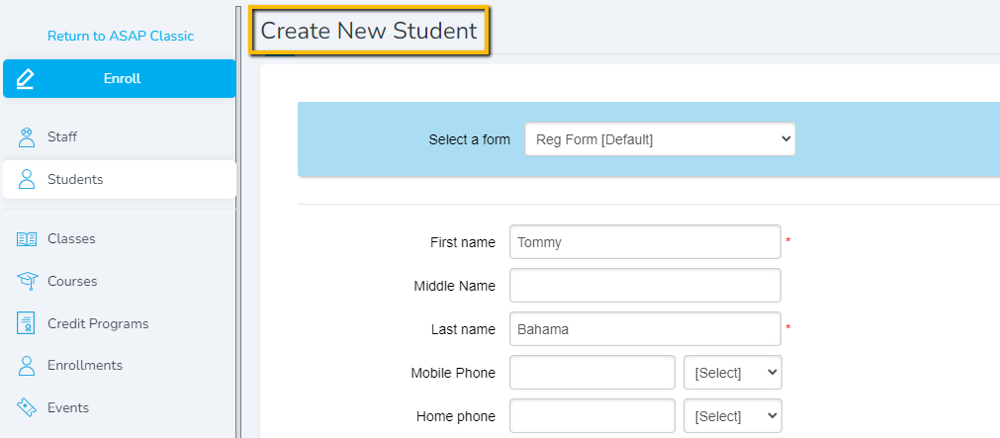 Return to ASAP Classic
Enroll
Staff
Students
Classes
Courses
Credit Programs
Enrollments
Events
Create New Student
Select a form Reg Form [Default]
First name Tommy *
Middle Name
Last name Bahama *
Mobile Phone [Select]
Home phone [Select]